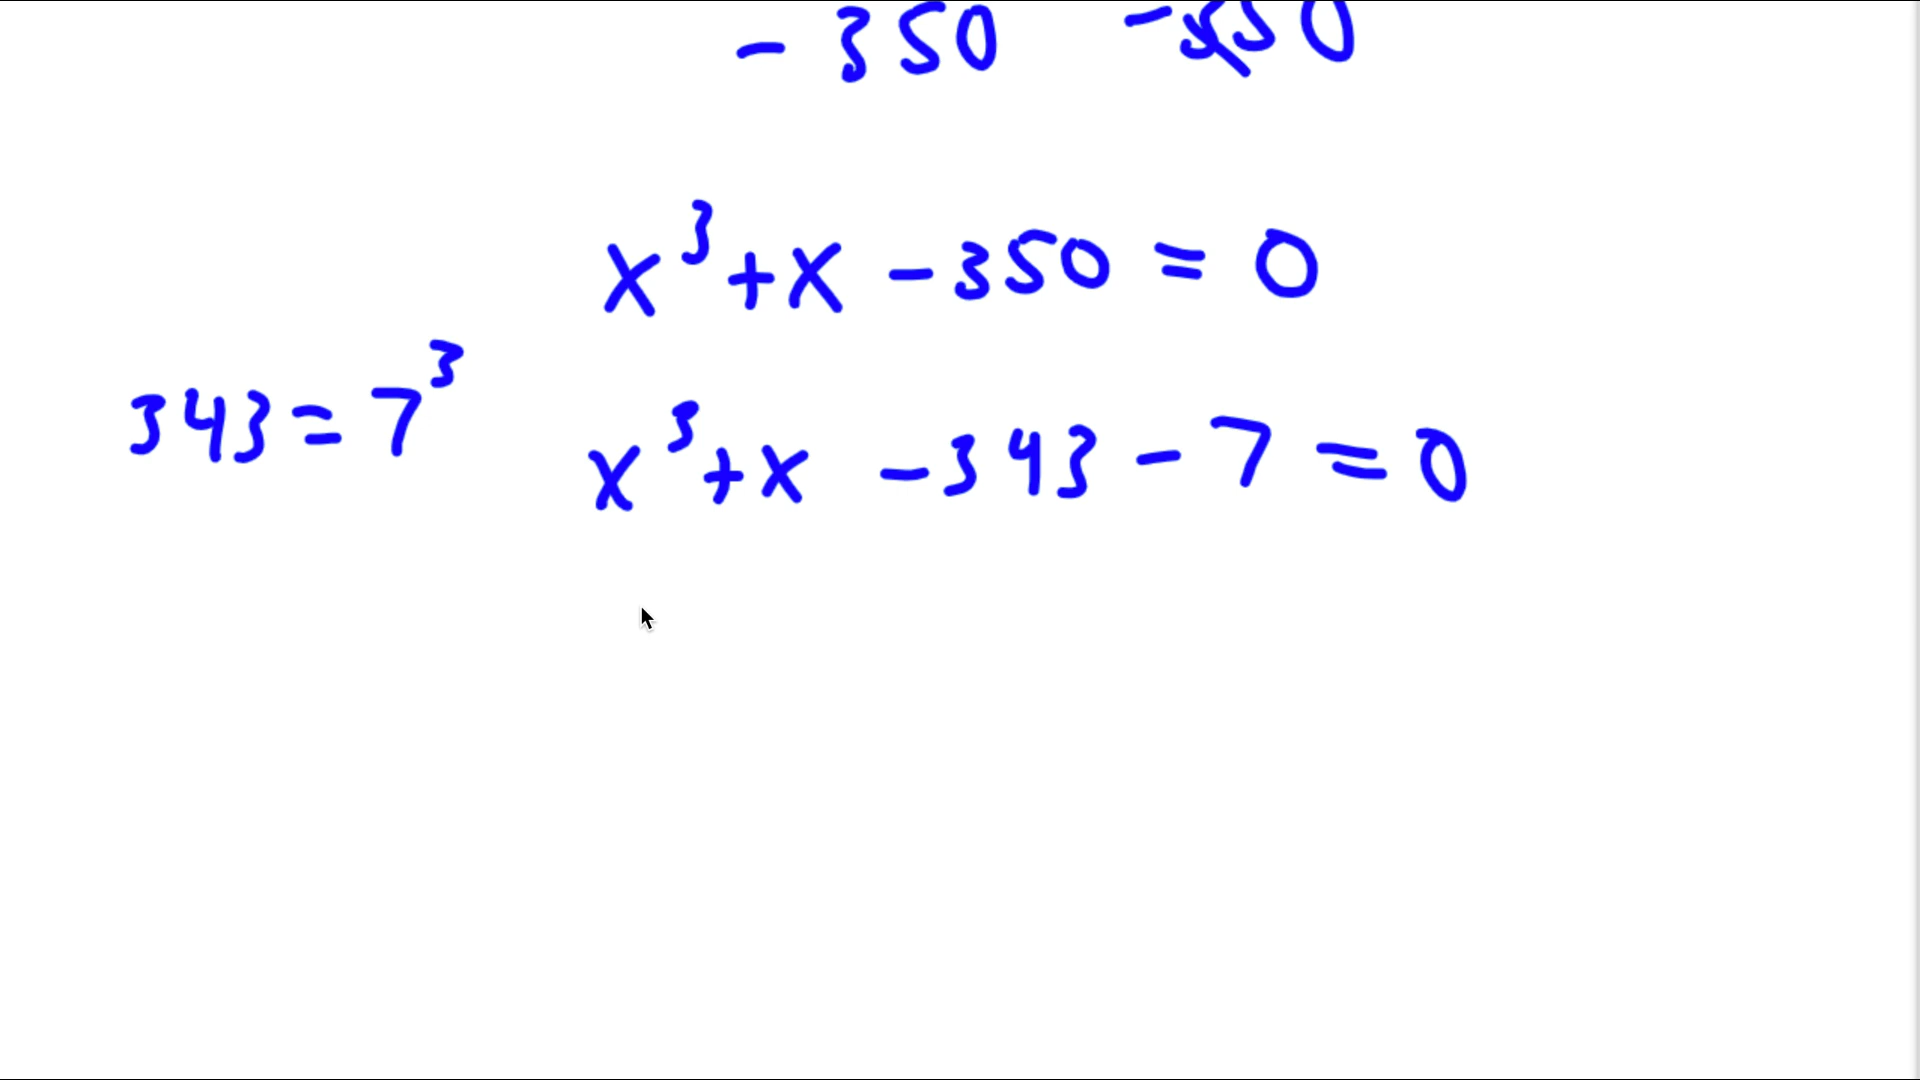 - 350 - 350
x³ + x - 350 = 0
343 = 7³
x³ + x - 343 - 7 = 0